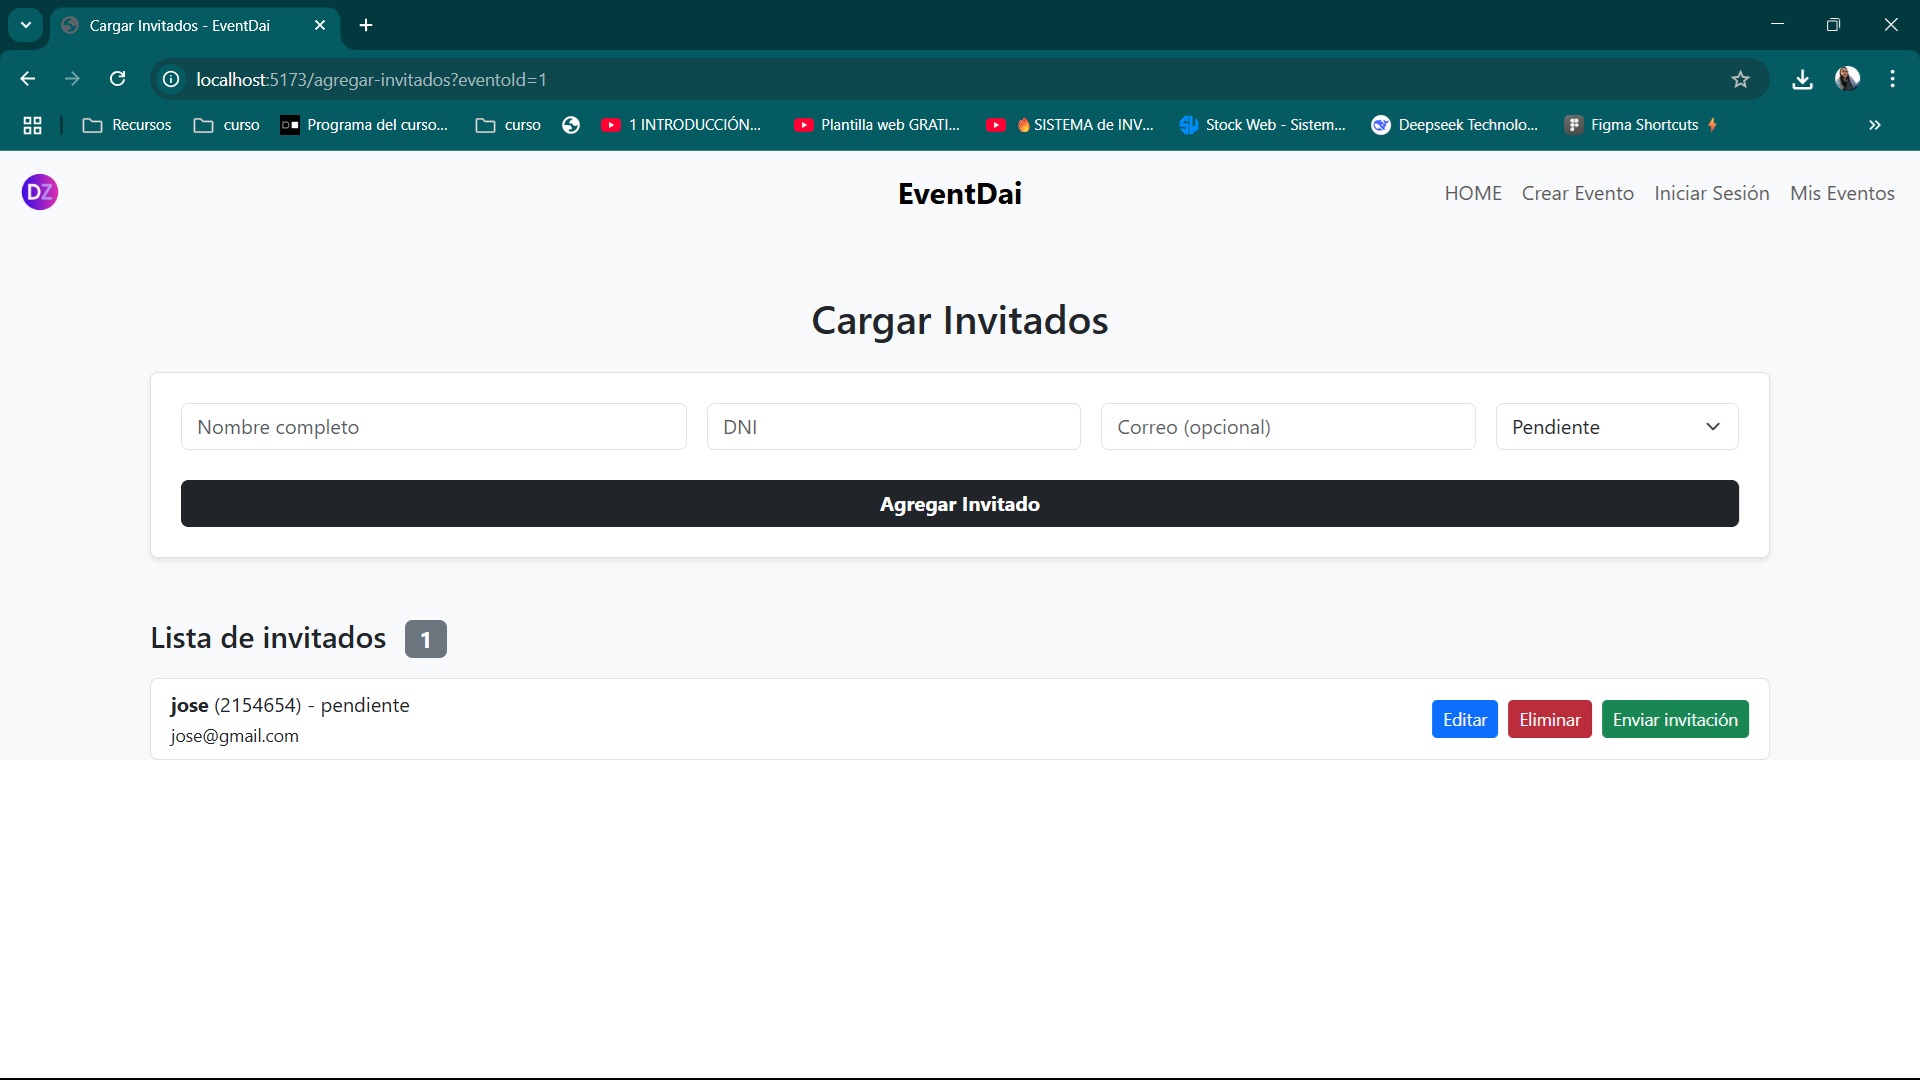 Cargar Invitados - EventDai
localhost:5173/agregar-invitados?eventoId=1
Recursos curso Programa del curso... curso 1 INTRODUCCIÓN... Plantilla web GRATI... 🔥SISTEMA de INV... Stock Web - Sistem... Deepseek Technolo... Figma Shortcuts ⚡
DZ EventDai HOME Crear Evento Iniciar Sesión Mis Eventos
Cargar Invitados
Nombre completo DNI Correo (opcional) Pendiente
Agregar Invitado
Lista de invitados 1
jose (2154654) - pendiente
jose@gmail.com
Editar Eliminar Enviar invitación